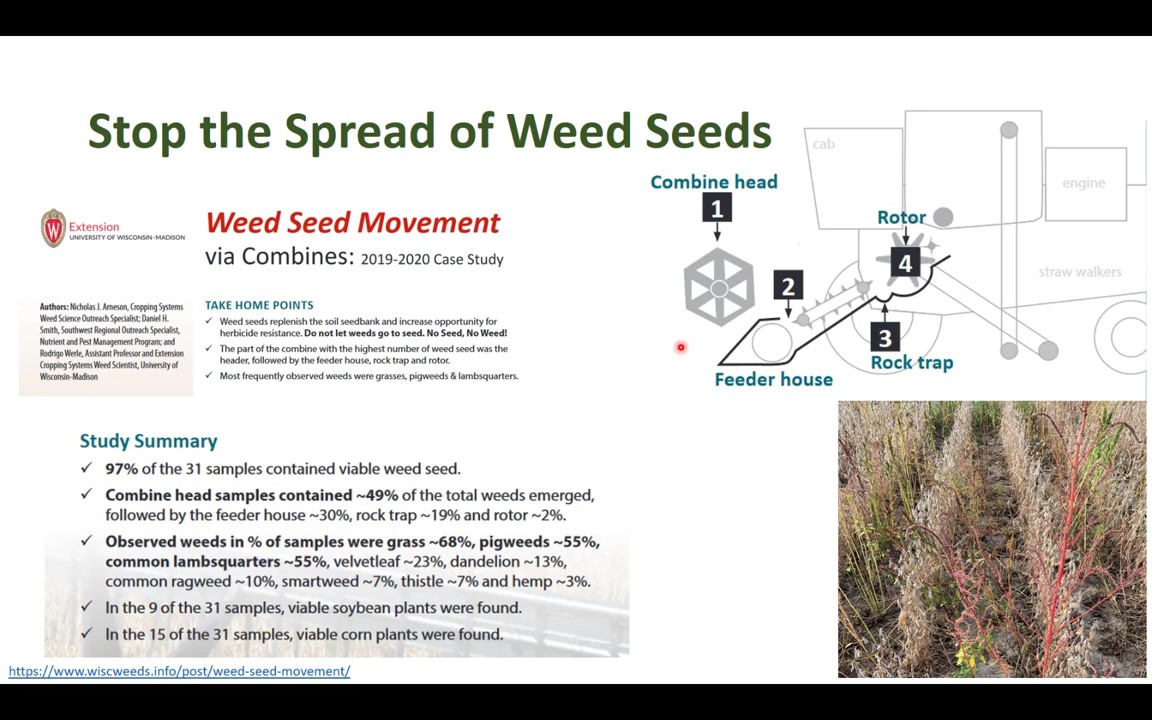 Stop the Spread of Weed Seeds
Extension
UNIVERSITY OF WISCONSIN-MADISON
Weed Seed Movement
via Combines: 2019-2020 Case Study
Authors: Nicholas J. Arneson, Cropping Systems
Weed Science Outreach Specialist; Daniel H.
Smith, Southwest Regional Outreach Specialist,
Nutrient and Pest Management Program; and
Rodrigo Werle, Assistant Professor and Extension
Cropping Systems Weed Scientist, University of
Wisconsin-Madison
TAKE HOME POINTS
✓ Weed seeds replenish the soil seedbank and increase opportunity for
herbicide resistance. Do not let weeds go to seed. No Seed, No Weed!
✓ The part of the combine with the highest number of weed seed was the
header, followed by the feeder house, rock trap and rotor.
✓ Most frequently observed weeds were grasses, pigweeds & lambsquarters.
Combine head
1
2
Feeder house
3
Rock trap
Rotor
4
cab
engine
straw walkers
Study Summary
✓ 97% of the 31 samples contained viable weed seed.
✓ Combine head samples contained ~49% of the total weeds emerged,
followed by the feeder house ~30%, rock trap ~19% and rotor ~2%.
✓ Observed weeds in % of samples were grass ~68%, pigweeds ~55%,
common lambsquarters ~55%, velvetleaf ~23%, dandelion ~13%,
common ragweed ~10%, smartweed ~7%, thistle ~7% and hemp ~3%.
✓ In the 9 of the 31 samples, viable soybean plants were found.
✓ In the 15 of the 31 samples, viable corn plants were found.
https://www.wiscweeds.info/post/weed-seed-movement/